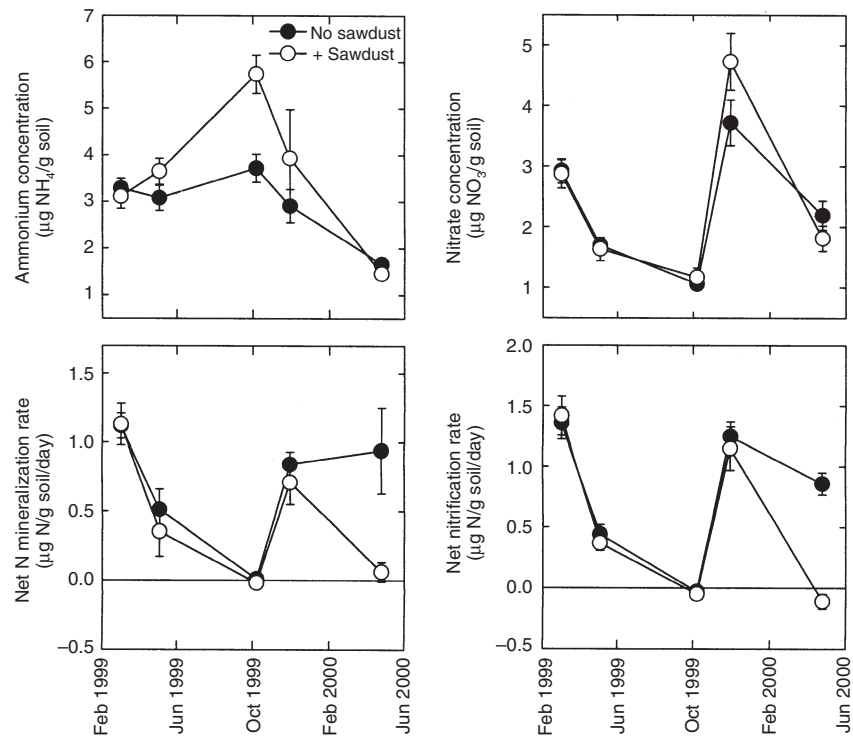 No sawdust
+ Sawdust
Ammonium concentration
(µg NH4/g soil)
7
6
5
4
3
2
1
Nitrate concentration
(µg NO3/g soil)
5
4
3
2
1
Net N mineralization rate
(µg N/g soil/day)
1.5
1.0
0.5
0.0
–0.5
Feb 1999
Jun 1999
Oct 1999
Feb 2000
Jun 2000
Net nitrification rate
(µg N/g soil/day)
2.0
1.5
1.0
0.5
0.0
–0.5
Feb 1999
Jun 1999
Oct 1999
Feb 2000
Jun 2000